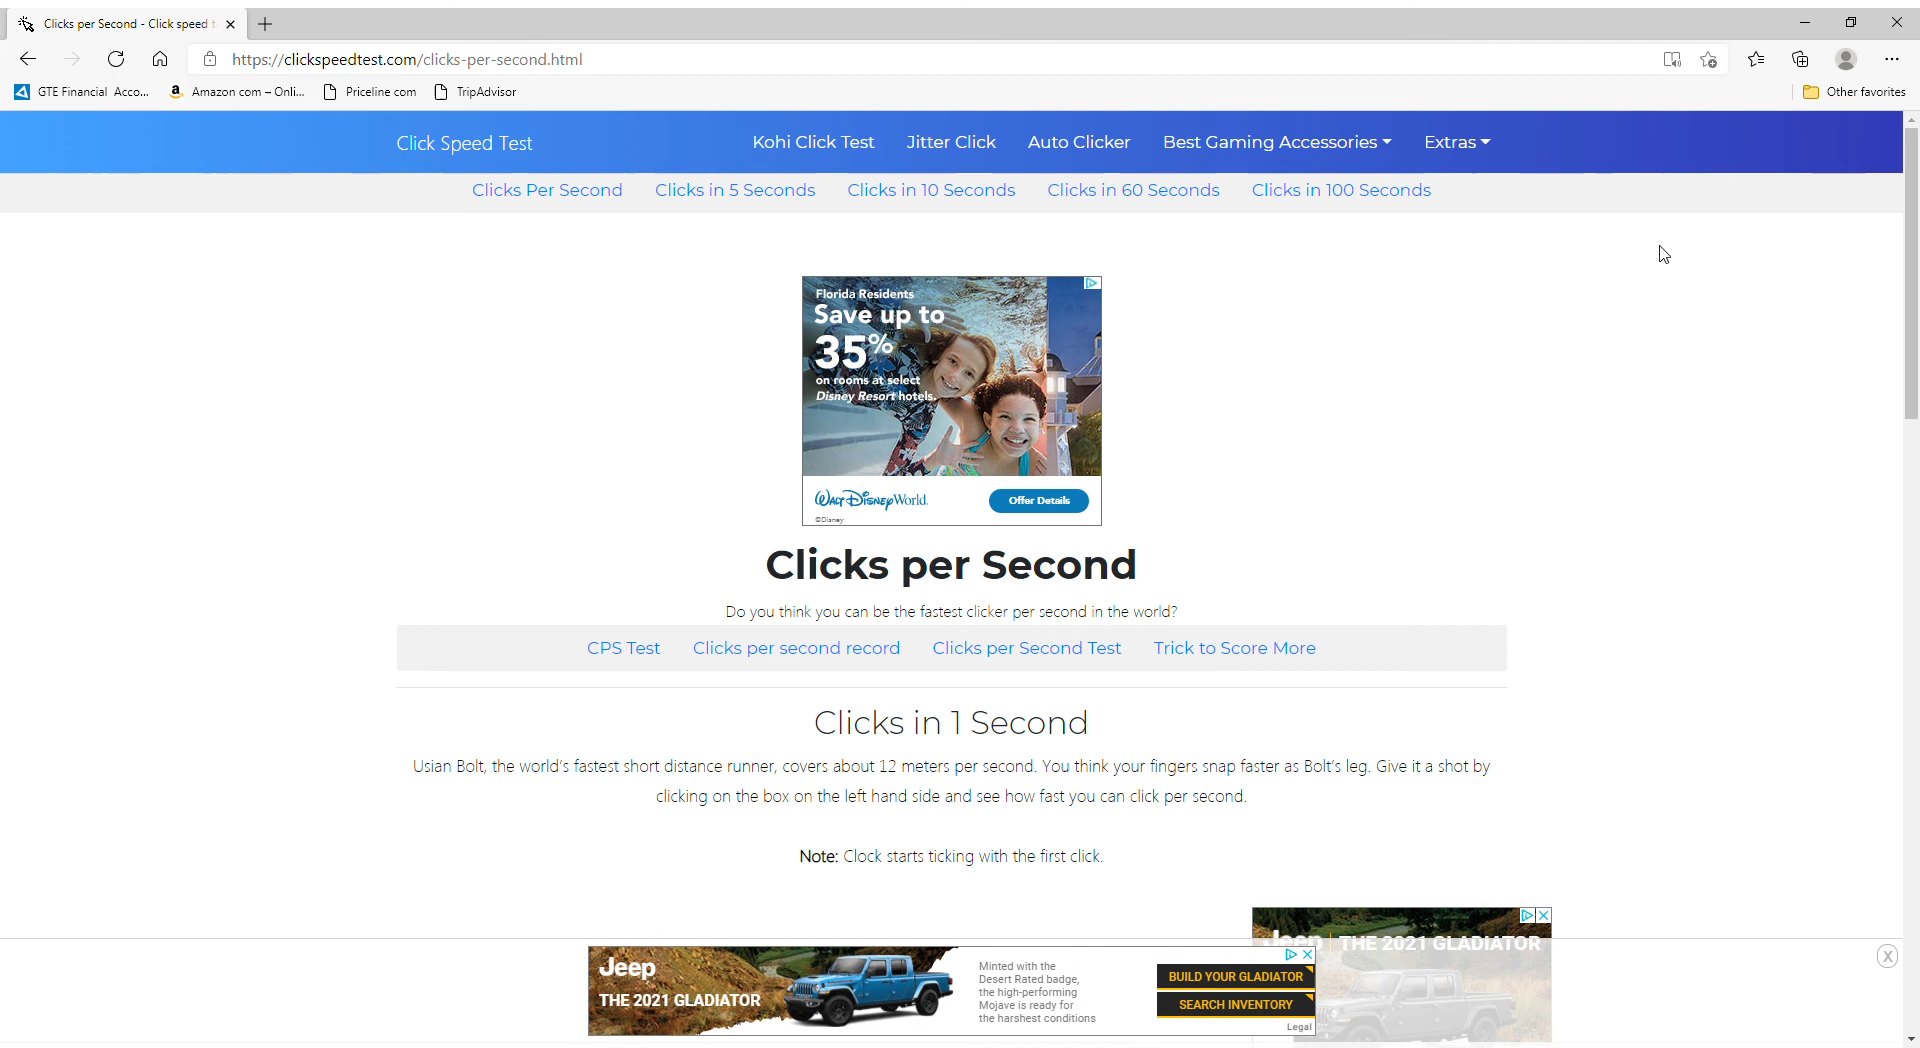 Clicks per Second - Click speed t
https://clickspeedtest.com/clicks-per-second.html
GTE Financial Acco...
Amazon com – Onli...
Priceline com
TripAdvisor
Other favorites
Click Speed Test
Kohi Click Test
Jitter Click
Auto Clicker
Best Gaming Accessories
Extras
Clicks Per Second
Clicks in 5 Seconds
Clicks in 10 Seconds
Clicks in 60 Seconds
Clicks in 100 Seconds
Florida Residents
Save up to
35%
on rooms at select
Disney Resort hotels.
WALT DISNEY World.
Offer Details
©Disney
Clicks per Second
Do you think you can be the fastest clicker per second in the world?
CPS Test
Clicks per second record
Clicks per Second Test
Trick to Score More
Clicks in 1 Second
Usian Bolt, the world's fastest short distance runner, covers about 12 meters per second. You think your fingers snap faster as Bolt's leg. Give it a shot by
clicking on the box on the left hand side and see how fast you can click per second.
Note: Clock starts ticking with the first click.
Jeep THE 2021 GLADIATOR
Jeep
THE 2021 GLADIATOR
Minted with the
Desert Rated badge,
the high-performing
Mojave is ready for
the harshest conditions
BUILD YOUR GLADIATOR
SEARCH INVENTORY
Legal